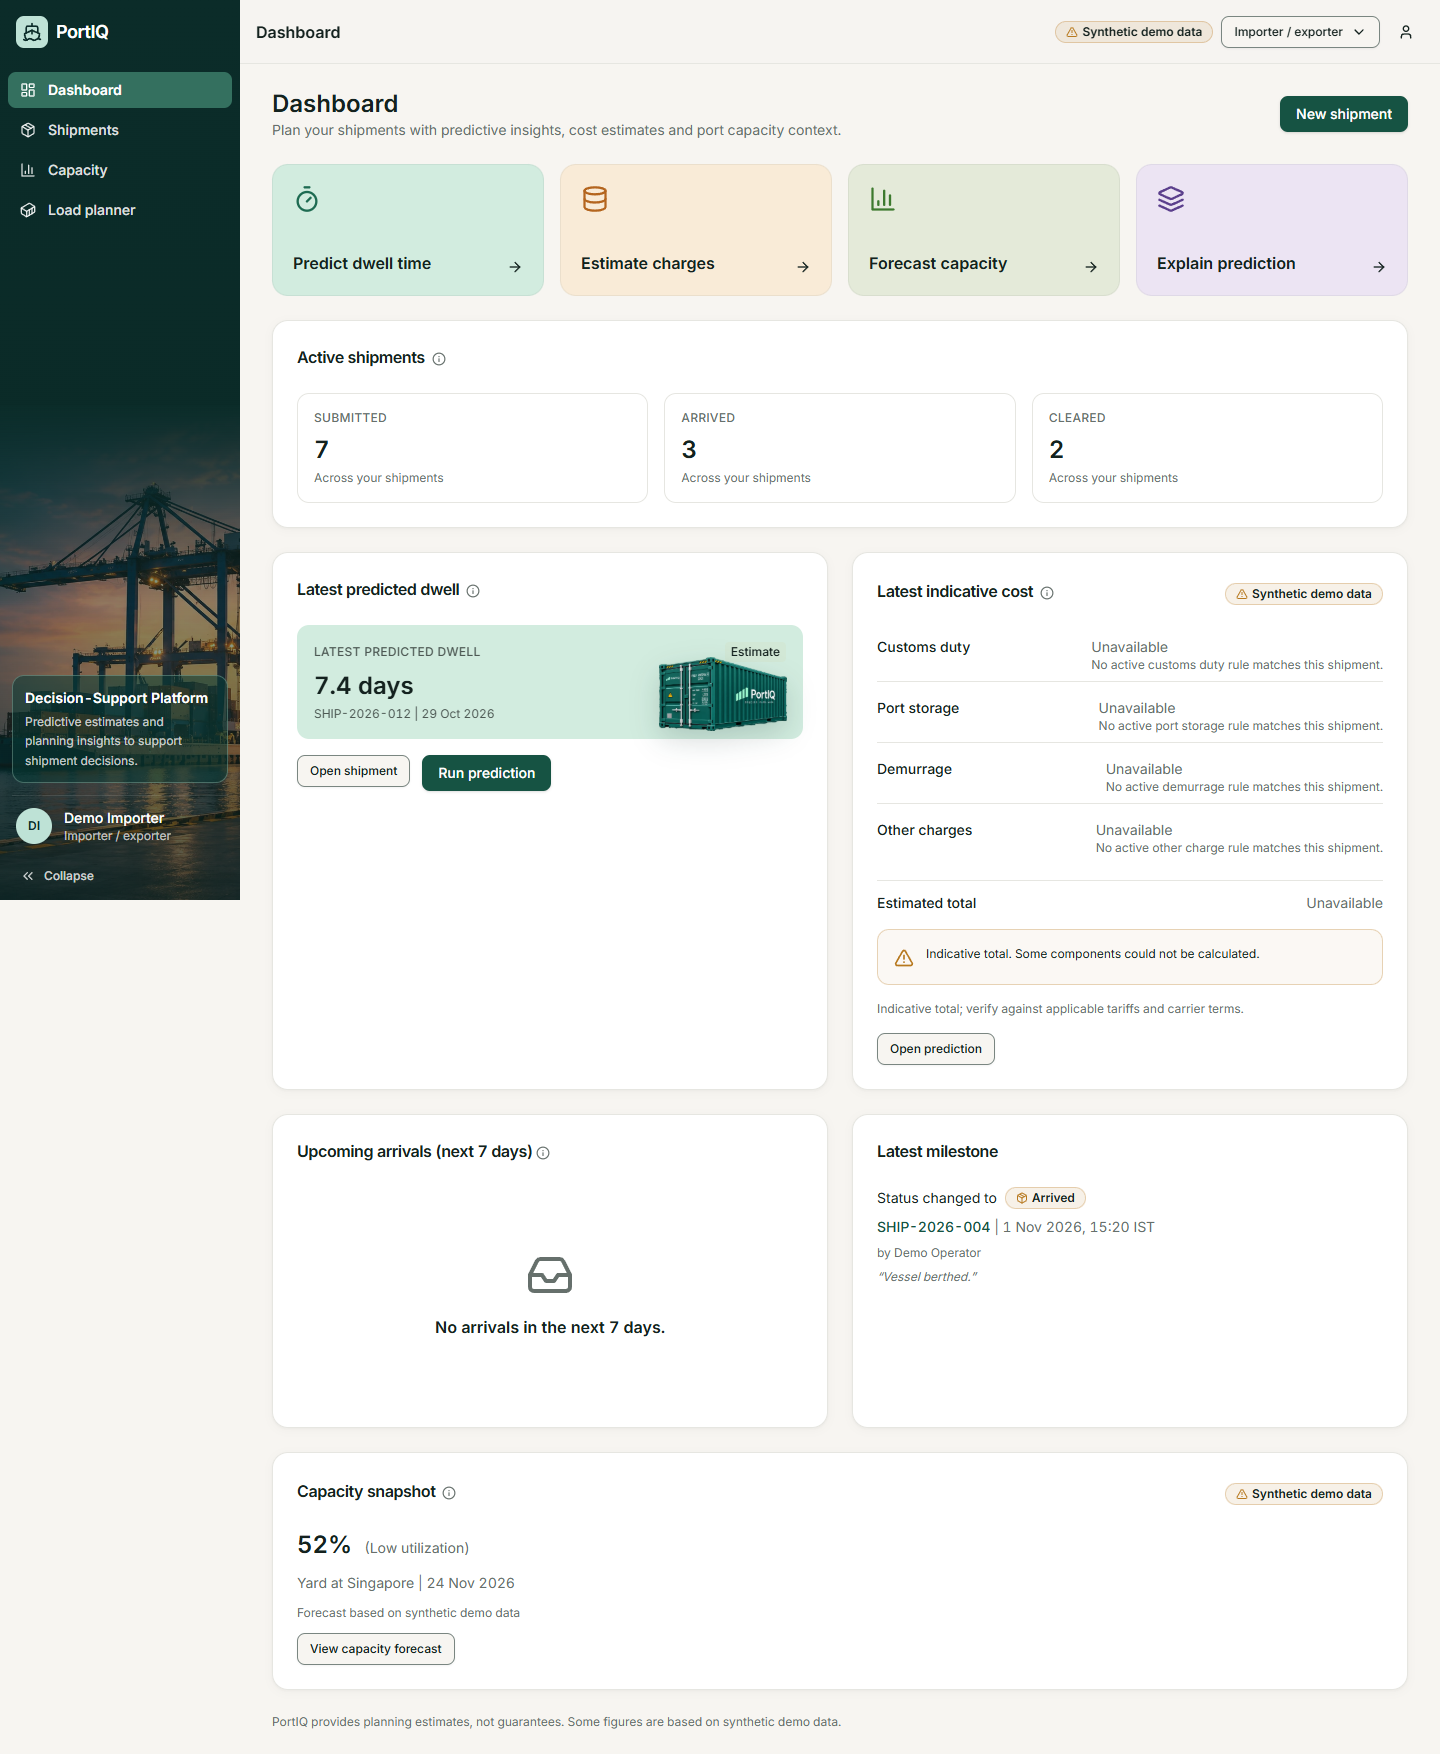 PortIQ
Dashboard
Shipments
Capacity
Load planner
Decision-Support Platform
Predictive estimates and
planning insights to support
shipment decisions.
DI
Demo Importer
Importer / exporter
Collapse
Dashboard
Synthetic demo data
Importer / exporter
Dashboard
Plan your shipments with predictive insights, cost estimates and port capacity context.
New shipment
Predict dwell time
Estimate charges
Forecast capacity
Explain prediction
Active shipments
SUBMITTED
7
Across your shipments
ARRIVED
3
Across your shipments
CLEARED
2
Across your shipments
Latest predicted dwell
LATEST PREDICTED DWELL
Estimate
7.4 days
SHIP-2026-012 | 29 Oct 2026
PortIQ
Open shipment
Run prediction
Latest indicative cost
Synthetic demo data
Customs duty
Unavailable
No active customs duty rule matches this shipment.
Port storage
Unavailable
No active port storage rule matches this shipment.
Demurrage
Unavailable
No active demurrage rule matches this shipment.
Other charges
Unavailable
No active other charge rule matches this shipment.
Estimated total
Unavailable
Indicative total. Some components could not be calculated.
Indicative total; verify against applicable tariffs and carrier terms.
Open prediction
Upcoming arrivals (next 7 days)
No arrivals in the next 7 days.
Latest milestone
Status changed to Arrived
SHIP-2026-004 | 1 Nov 2026, 15:20 IST
by Demo Operator
“Vessel berthed.”
Capacity snapshot
Synthetic demo data
52% (Low utilization)
Yard at Singapore | 24 Nov 2026
Forecast based on synthetic demo data
View capacity forecast
PortIQ provides planning estimates, not guarantees. Some figures are based on synthetic demo data.